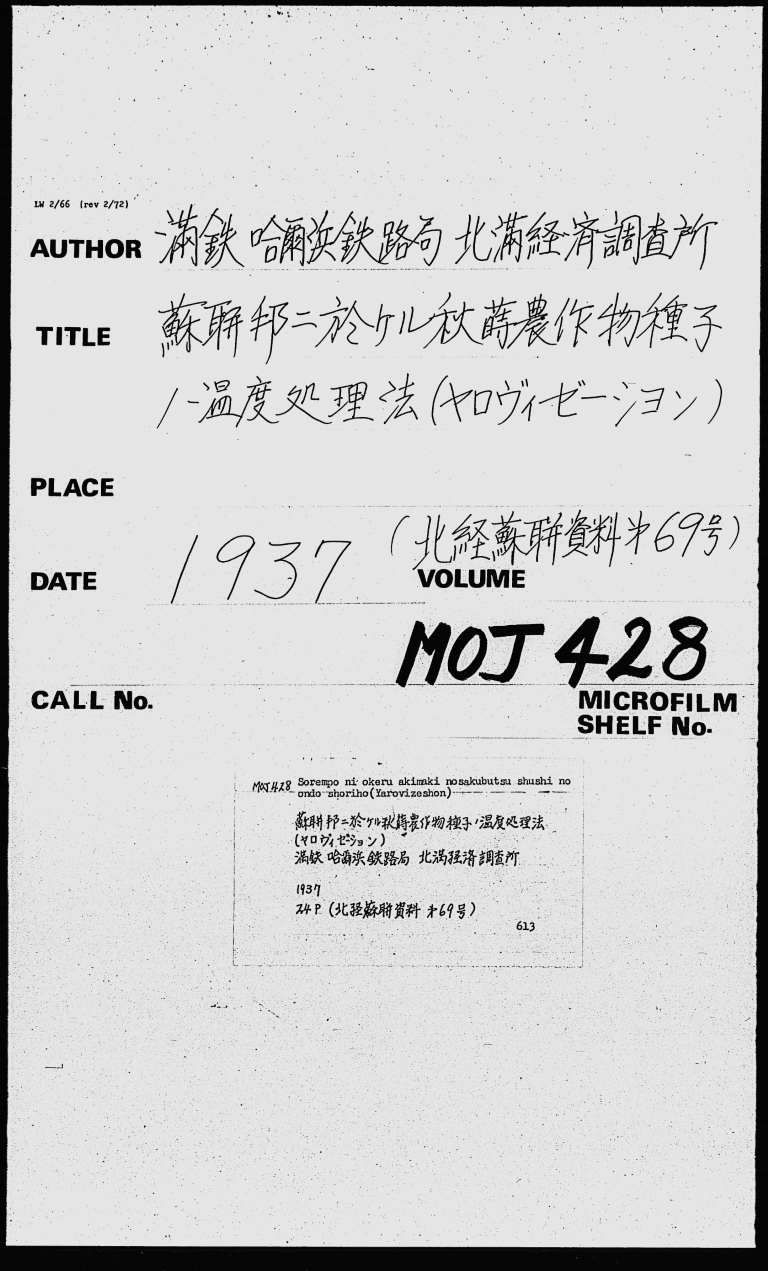 LW 2/66 (rev 2/72)
AUTHOR 満鉄 哈爾浜鉄路局 北満経済調査所
TITLE 蘇聯邦ニ於ケル秋蒔農作物種子
ノ温度処理法(ヤロヴィゼーション)
PLACE
(北経蘇聯資料㐧69号)
DATE 1937 VOLUME
MOJ 428
CALL No. MICROFILM
SHELF No.
MOJ428 Sorempo ni okeru akimaki nosakubutsu shushi no
ondo shoriho(Yarovizeshon)
蘇聯邦ニ於ケル秋蒔農作物種子ノ温度処理法
(ヤロヴィゼーション)
満鉄 哈爾浜鉄路局 北満経済調査所
1937
24P (北経蘇聯資料 㐧69号)
613